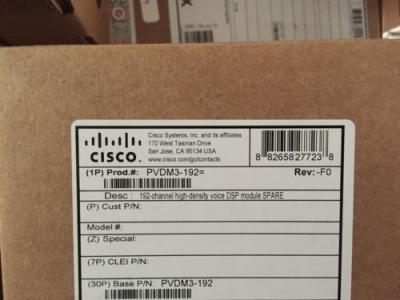 CISCO.
Cisco Systems, Inc. and its affiliates
170 West Tasman Drive
San Jose, CA 95134 USA
www.cisco.com/go/contacts
8 82658 27723 8
(1P) Prod.#: PVDM3-192=
Rev:-F0
Desc : 192-channel high-density voice DSP module SPARE
(P) Cust P/N:
Model #:
(Z) Special:
(7P) CLEI P/N:
(30P) Base P/N: PVDM3-192